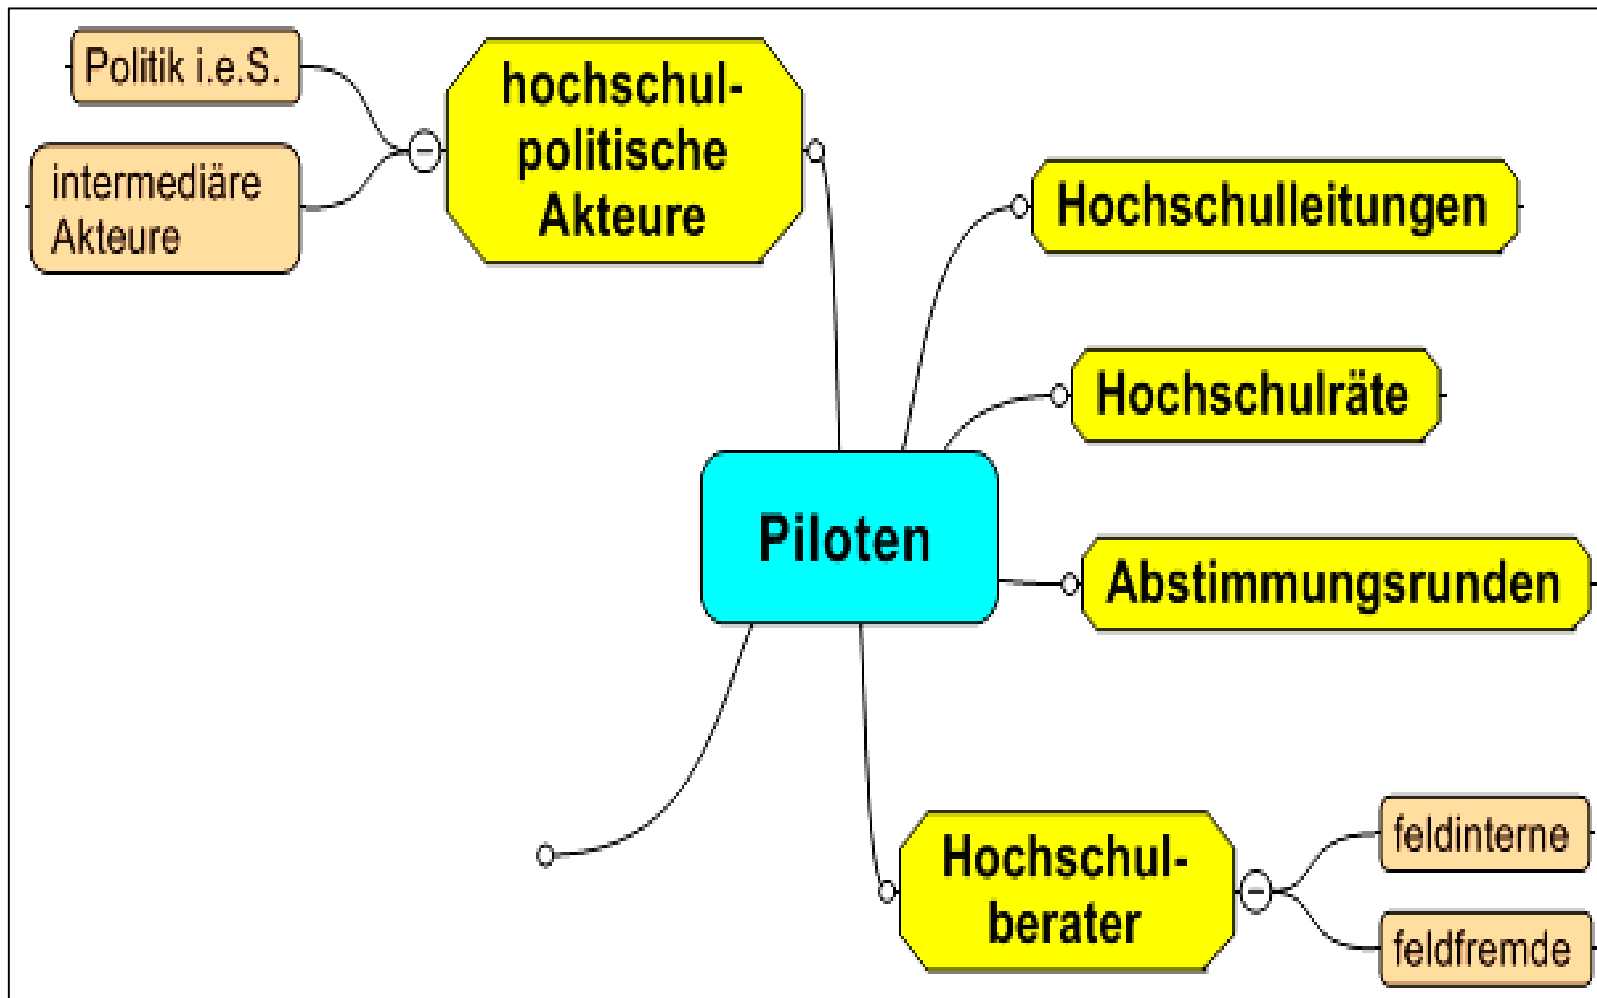 Politik i.e.S.
intermediäre
Akteure
hochschul-
politische
Akteure
Hochschulleitungen
Hochschulräte
Piloten
Abstimmungsrunden
Hochschul-
berater
feldinterne
feldfremde